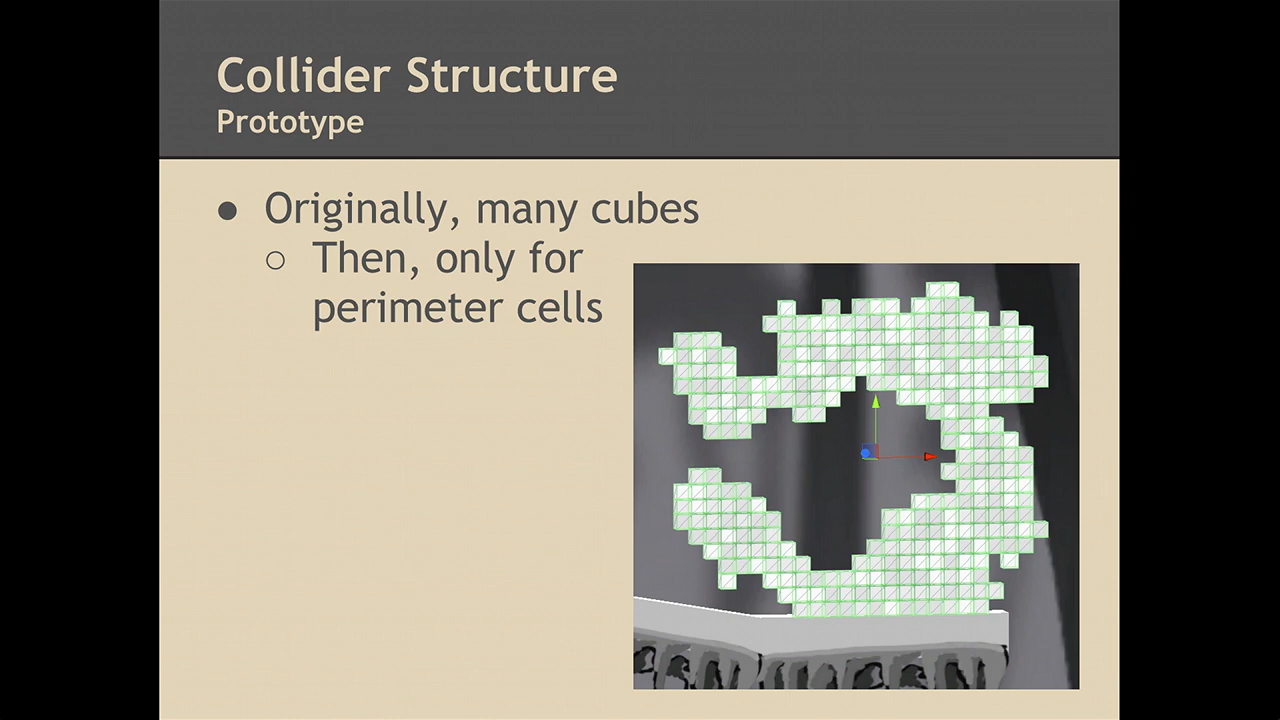 Collider Structure
Prototype
● Originally, many cubes
○ Then, only for
perimeter cells